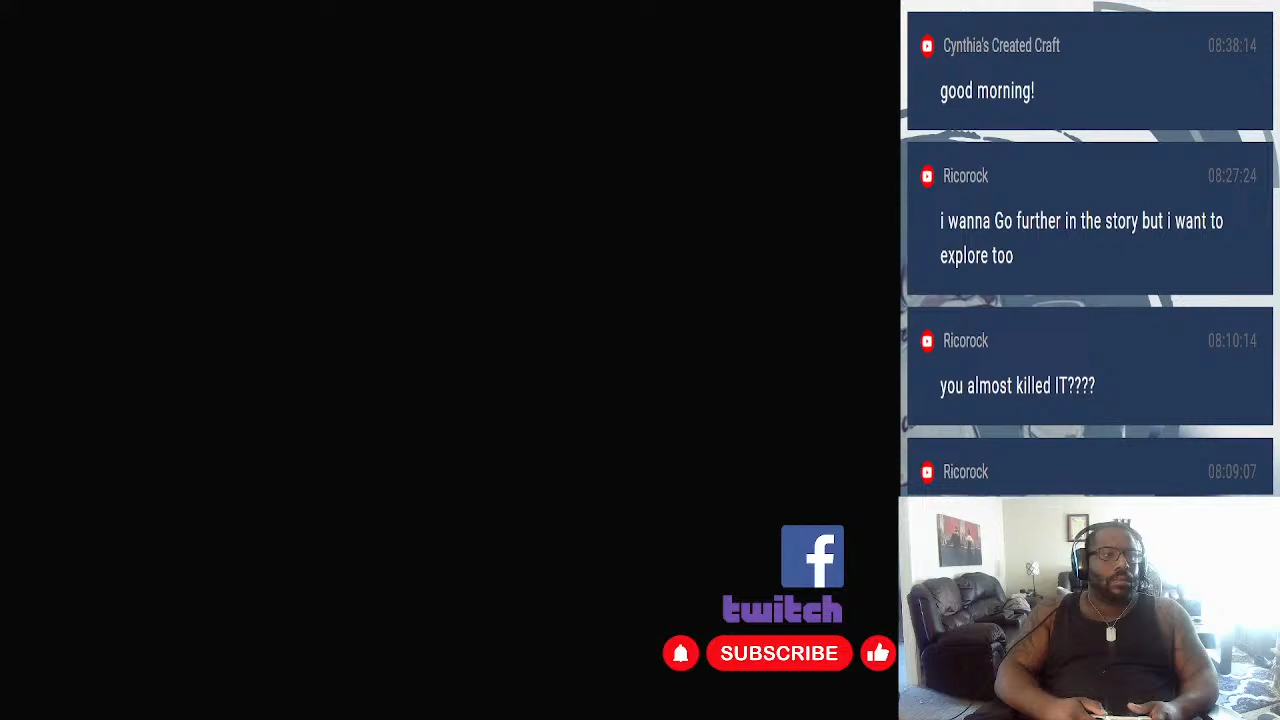 Cynthia's Created Craft 08:38:14
good morning!
Ricorock 08:27:24
i wanna Go further in the story but i want to
explore too
Ricorock 08:10:14
you almost killed IT????
Ricorock 08:09:07
f
twitch
SUBSCRIBE